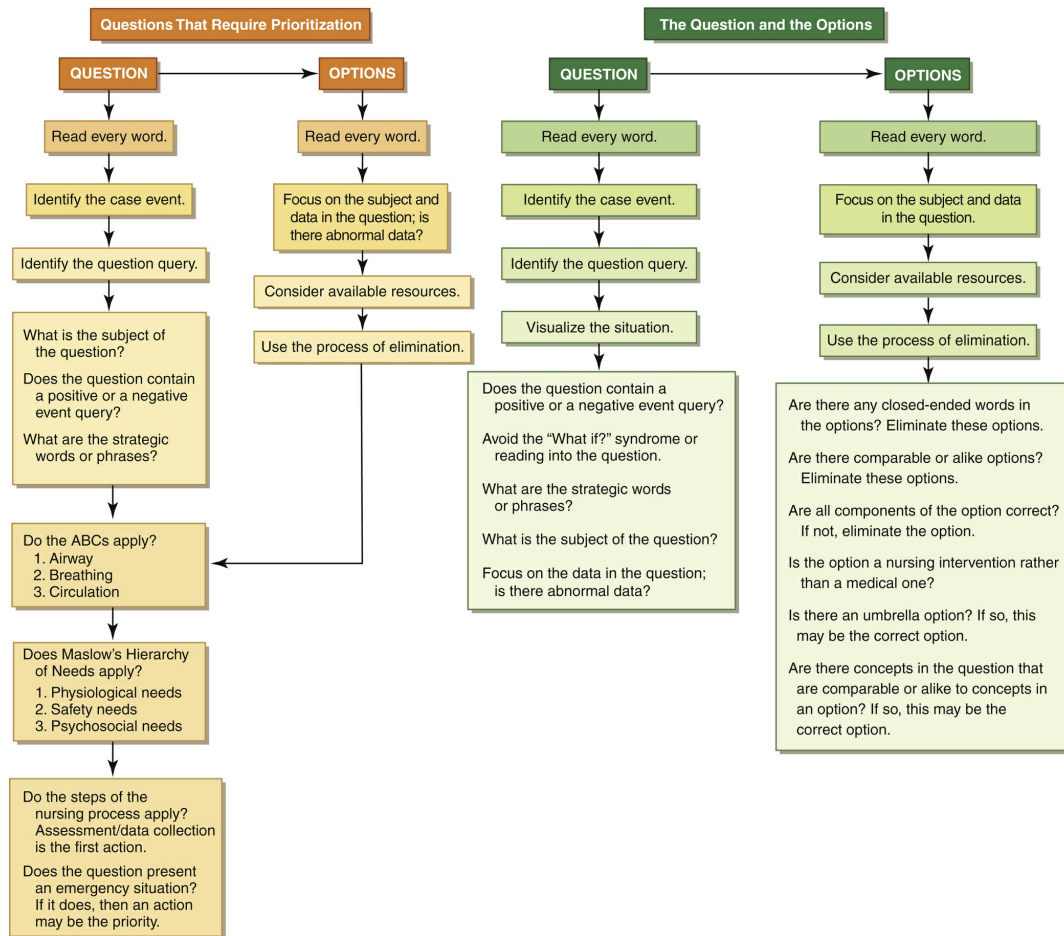 Questions That Require Prioritization
QUESTION
OPTIONS
Read every word.
Identify the case event.
Identify the question query.
What is the subject of
the question?
Does the question contain
a positive or a negative
event query?
What are the strategic
words or phrases?
Read every word.
Focus on the subject and
data in the question; is
there abnormal data?
Consider available resources.
Use the process of elimination.
Do the ABCs apply?
1. Airway
2. Breathing
3. Circulation
Does Maslow's Hierarchy
of Needs apply?
1. Physiological needs
2. Safety needs
3. Psychosocial needs
Do the steps of the
nursing process apply?
Assessment/data collection
is the first action.
Does the question present
an emergency situation?
If it does, then an action
may be the priority.
The Question and the Options
QUESTION
OPTIONS
Read every word.
Identify the case event.
Identify the question query.
Visualize the situation.
Does the question contain a
positive or a negative event query?
Avoid the “What if?” syndrome or
reading into the question.
What are the strategic words
or phrases?
What is the subject of the question?
Focus on the data in the question;
is there abnormal data?
Read every word.
Focus on the subject and data
in the question.
Consider available resources.
Use the process of elimination.
Are there any closed-ended words in
the options? Eliminate these options.
Are there comparable or alike options?
Eliminate these options.
Are all components of the option correct?
If not, eliminate the option.
Is the option a nursing intervention rather
than a medical one?
Is there an umbrella option? If so, this
may be the correct option.
Are there concepts in the question that
are comparable or alike to concepts in
an option? If so, this may be the
correct option.